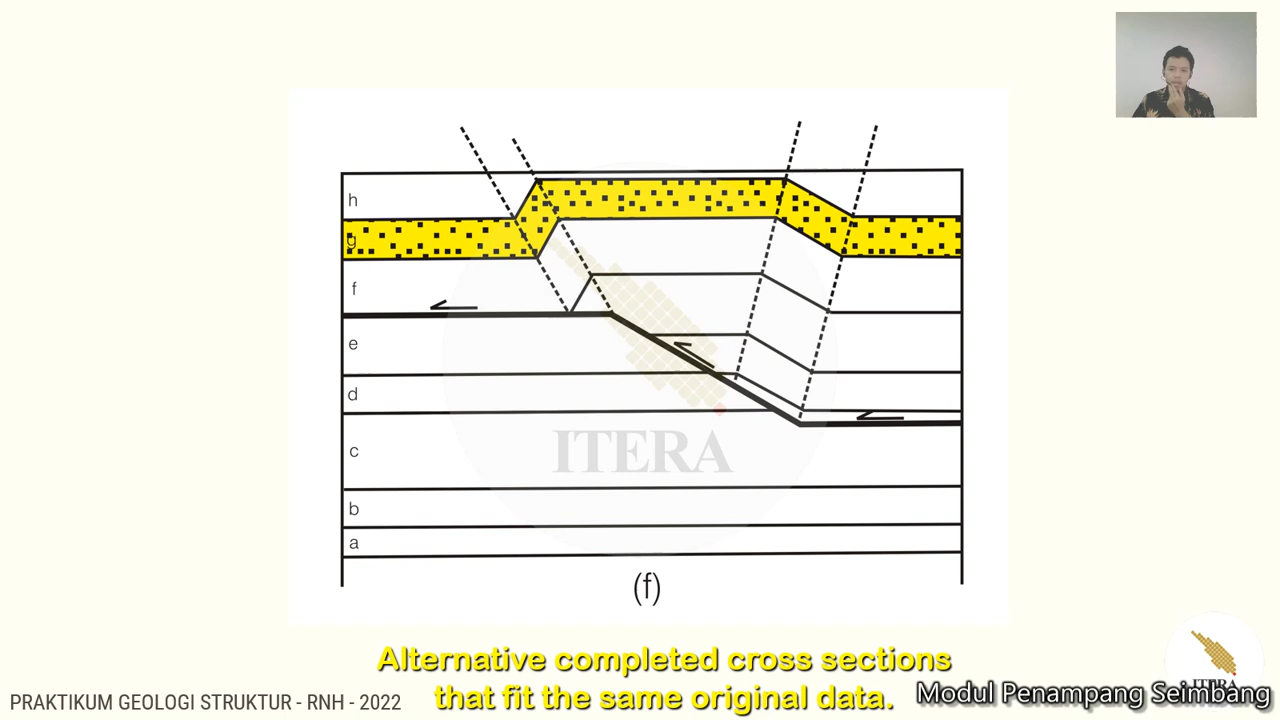 h
g
f
e
d
c
b
a
ITERA
(f)
Alternative completed cross sections
that fit the same original data.
PRAKTIKUM GEOLOGI STRUKTUR - RNH - 2022
Modul Penampang Seimbang
ITERA